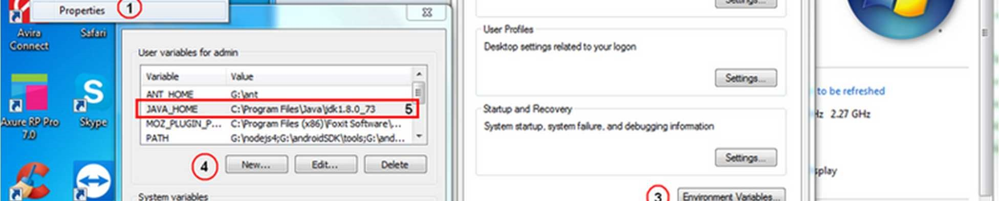 Properties
1
Avira
Connect
Safari
Axure RP Pro
7.0
Skype
User variables for admin
Variable Value
ANT_HOME G:\ant
JAVA_HOME C:\Program Files\Java\jdk1.8.0_73 5
MOZ_PLUGIN_P... C:\Program Files (x86)\Foxit Software\...
PATH G:\nodejs4;G:\androidSDK\tools;G:\and...
4
New... Edit... Delete
System variables
Settings...
User Profiles
Desktop settings related to your logon
Settings...
Startup and Recovery
System startup, system failure, and debugging information
Settings...
3
Environment Variables...
to be refreshed
Hz 2.27 GHz
splay